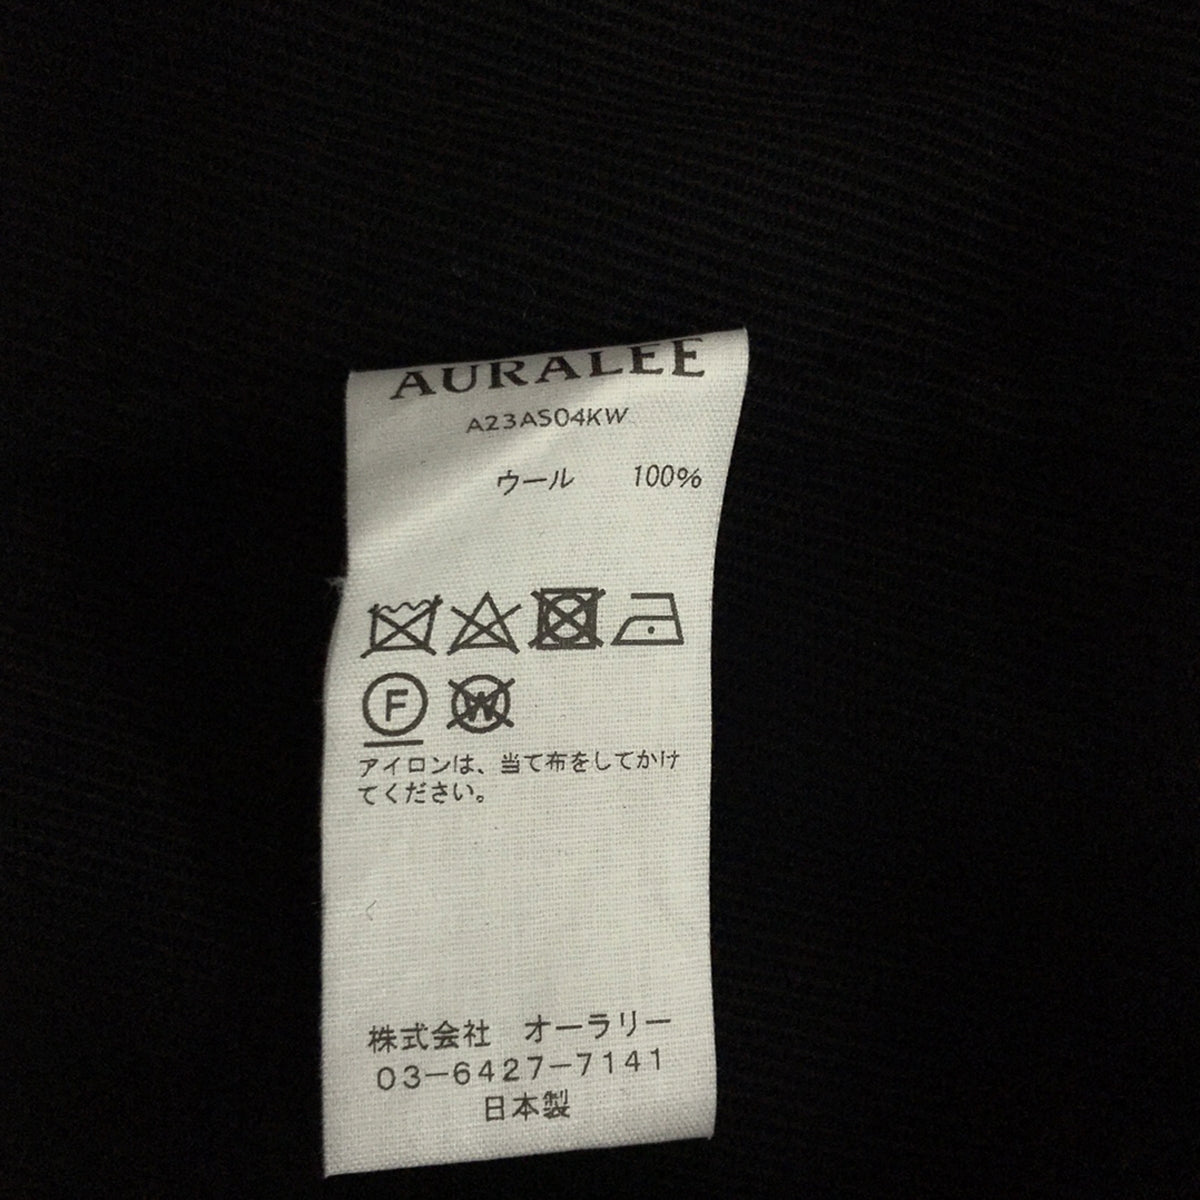 AURALEE
A23AS04KW
ウール 100%
F W
アイロンは、当て布をしてかけ
てください。
株式会社 オーラリー
03-6427-7141
日本製